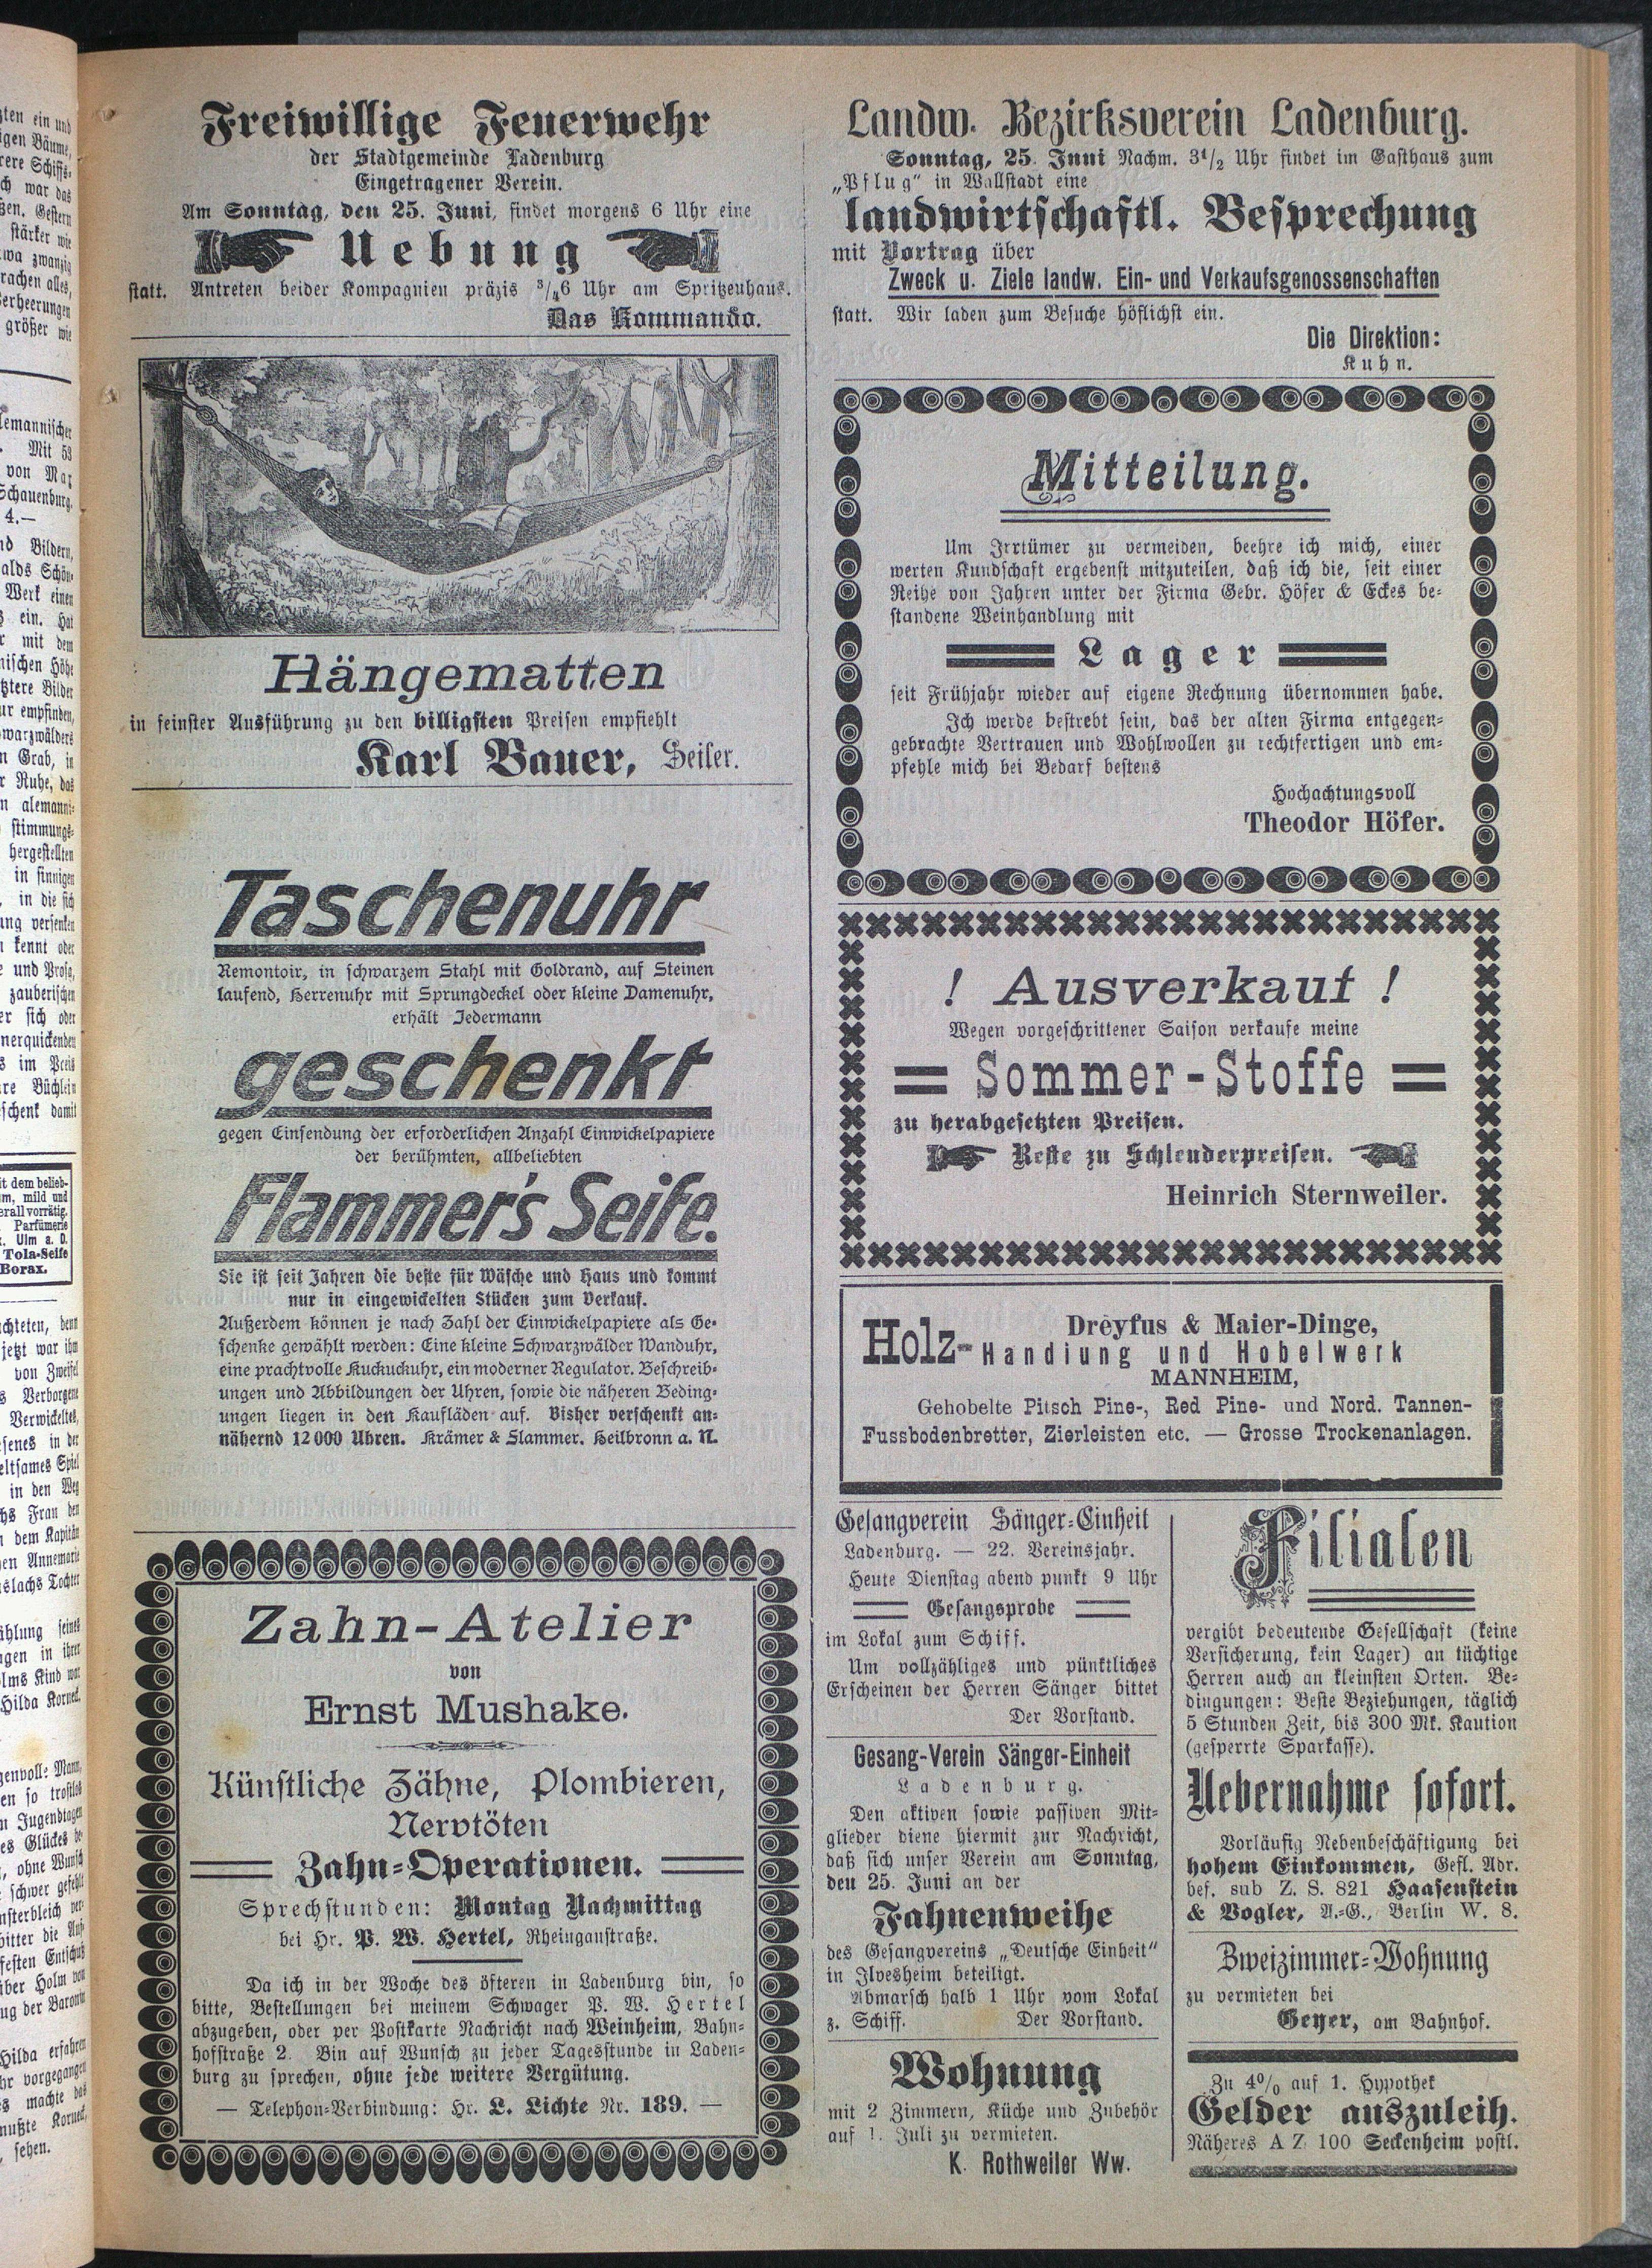 Freiwillige Feuerwehr
der Stadtgemeinde Ladenburg
Eingetragener Verein.
Am Sonntag, den 25. Juni, findet morgens 6 Uhr eine
Uebung
statt. Antreten beider Kompagnien präzis 3/46 Uhr am Spritzenhaus.
Das Kommando.
Hängematten
in feinster Ausführung zu den billigsten Preisen empfiehlt
Karl Bauer, Seiler.
Taschenuhr
Remontoir, in schwarzem Stahl mit Goldrand, auf Steinen
laufend, Herrenuhr mit Sprungdeckel oder kleine Damenuhr,
erhält Jedermann
geschenkt
gegen Einsendung der erforderlichen Anzahl Einwickelpapiere
der berühmten, allbeliebten
Flammer's Seife.
Sie ist seit Jahren die beste für Wäsche und Haus und kommt
nur in eingewickelten Stücken zum Verkauf.
Außerdem können je nach Zahl der Einwickelpapiere als Ge-
schenke gewählt werden: Eine kleine Schwarzwälder Wanduhr,
eine prachtvolle Kuckuckuhr, ein moderner Regulator. Beschreib-
ungen und Abbildungen der Uhren, sowie die näheren Beding-
ungen liegen in den Kaufläden auf. Bisher verschenkt an-
nähernd 12000 Uhren. Krämer & Flammer, Heilbronn a. N.
Zahn-Atelier
von
Ernst Mushake.
Künstliche Zähne, Plombieren,
Nervtöten
Zahn-Operationen.
Sprechstunden: Montag Nachmittag
bei Hr. P. W. Hertel, Rheingaustraße.
Da ich in der Woche des öfteren in Ladenburg bin, so
bitte, Bestellungen bei meinem Schwager P. W. Hertel
abzugeben, oder per Postkarte Nachricht nach Weinheim, Bahn-
hofstraße 2. Bin auf Wunsch zu jeder Tagesstunde in Laden-
burg zu sprechen, ohne jede weitere Vergütung.
— Telephon-Verbindung: Hr. L. Lichte Nr. 189. —
Landw. Bezirksverein Ladenburg.
Sonntag, 25. Juni Nachm. 31/2 Uhr findet im Gasthaus zum
„Pflug“ in Wallstadt eine
landwirtschaftl. Besprechung
mit Vortrag über
Zweck u. Ziele landw. Ein- und Verkaufsgenossenschaften
statt. Wir laden zum Besuche höflichst ein.
Die Direktion:
Kuhn.
Mitteilung.
Um Irrtümer zu vermeiden, beehre ich mich, einer
werten Kundschaft ergebenst mitzuteilen, daß ich die, seit einer
Reihe von Jahren unter der Firma Gebr. Höfer & Eckes be-
standene Weinhandlung mit
Lager
seit Frühjahr wieder auf eigene Rechnung übernommen habe.
Ich werde bestrebt sein, das der alten Firma entgegen-
gebrachte Vertrauen und Wohlwollen zu rechtfertigen und em-
pfehle mich bei Bedarf bestens
Hochachtungsvoll
Theodor Höfer.
! Ausverkauf !
Wegen vorgeschrittener Saison verkaufe meine
Sommer-Stoffe
zu herabgesetzten Preisen.
Reste zu Schleuderpreisen.
Heinrich Sternweiler.
Dreyfus & Maier-Dinge,
Holz-Handlung und Hobelwerk
MANNHEIM,
Gehobelte Pitsch Pine-, Red Pine- und Nord. Tannen-
Fussbodenbretter, Zierleisten etc. — Grosse Trockenanlagen.
Gesangverein Sänger-Einheit
Ladenburg. — 22. Vereinsjahr.
Heute Dienstag abend punkt 9 Uhr
Gesangsprobe
im Lokal zum Schiff.
Um vollzähliges und pünktliches
Erscheinen der Herren Sänger bittet
Der Vorstand.
Gesang-Verein Sänger-Einheit
Ladenburg.
Den aktiven sowie passiven Mit-
glieder diene hiermit zur Nachricht,
daß sich unser Verein am Sonntag,
den 25. Juni an der
Fahnenweihe
des Gesangvereins „Deutsche Einheit“
in Ilvesheim beteiligt.
Abmarsch halb 1 Uhr vom Lokal
z. Schiff. Der Vorstand.
Wohnung
mit 2 Zimmern, Küche und Zubehör
auf 1. Juli zu vermieten.
K. Rothweiler Ww.
Filialen
vergibt bedeutende Gesellschaft (keine
Versicherung, kein Lager) an tüchtige
Herren auch an kleinsten Orten. Be-
dingungen: Beste Beziehungen, täglich
5 Stunden Zeit, bis 300 Mk. Kaution
(gesperrte Sparkasse).
Uebernahme sofort.
Vorläufig Nebenbeschäftigung bei
hohem Einkommen, Gefl. Adr.
bef. sub Z. S. 821 Haasenstein
& Vogler, A.-G., Berlin W. 8.
Zweizimmer-Wohnung
zu vermieten bei
Geyer, am Bahnhof.
Zu 4% auf 1. Hypothek
Gelder auszuleih.
Näheres A Z 100 Seckenheim postl.